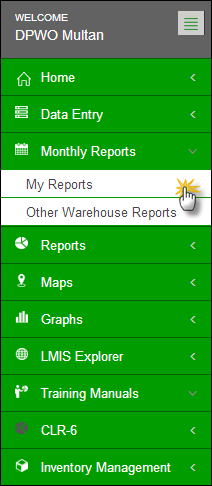 WELCOME
DPWO Multan
Home
Data Entry
Monthly Reports
My Reports
Other Warehouse Reports
Reports
Maps
Graphs
LMIS Explorer
Training Manuals
CLR-6
Inventory Management